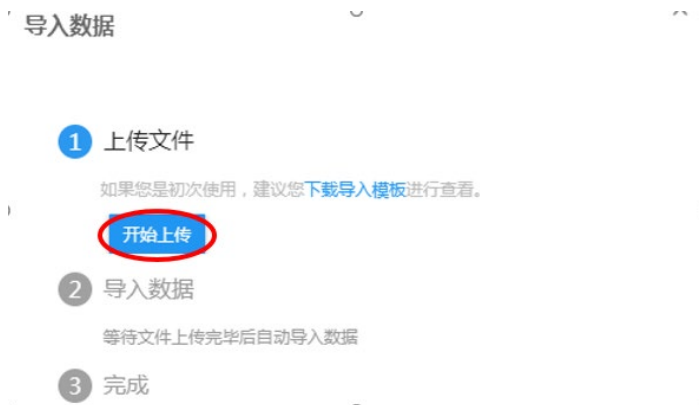 导入数据
1 上传文件
如果您是初次使用，建议您下载导入模板进行查看。
开始上传
2 导入数据
等待文件上传完毕后自动导入数据
3 完成